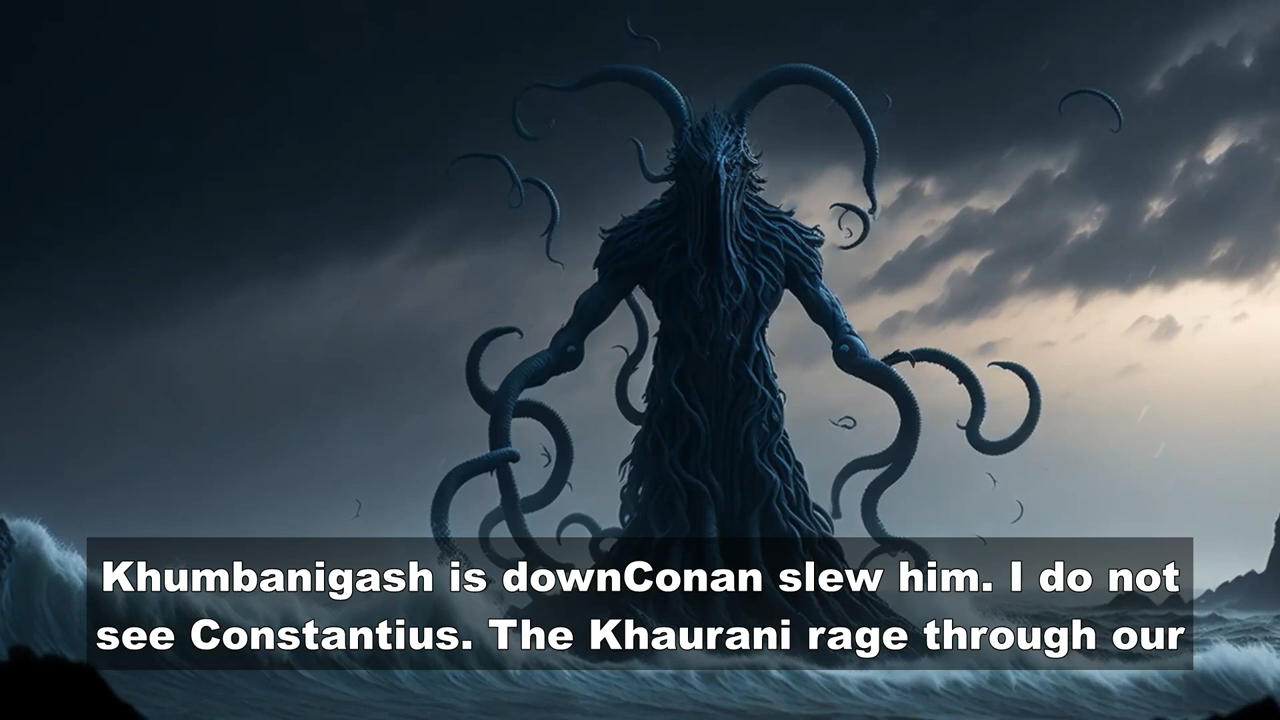 Khumbanigash is downConan slew him. I do not
see Constantius. The Khaurani rage through our